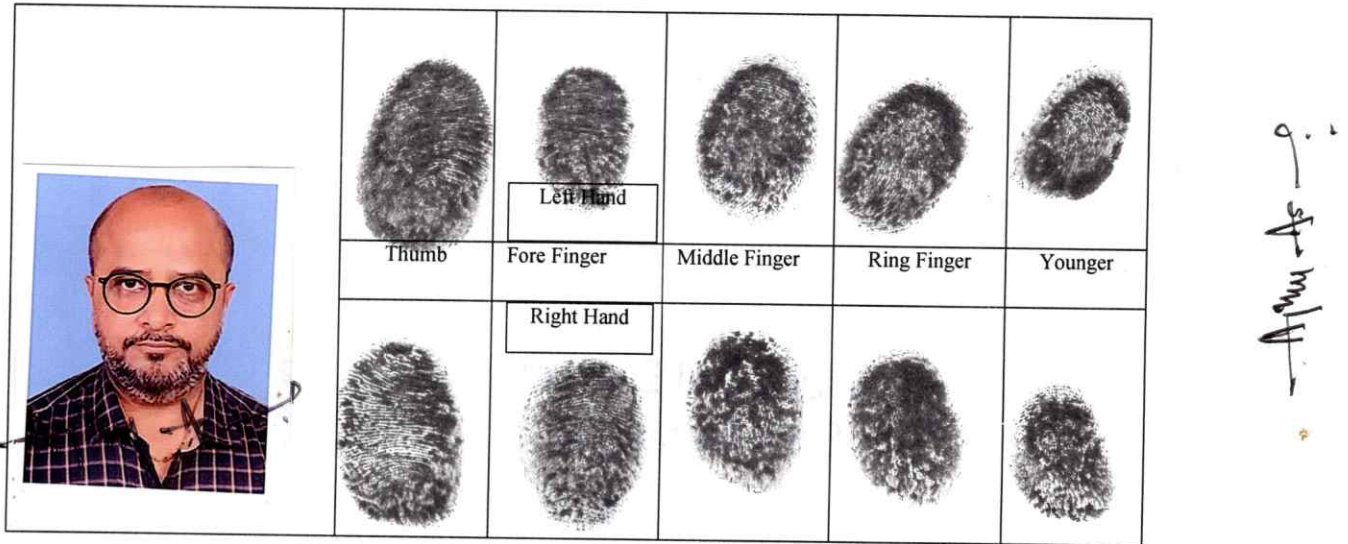 Left Hand
Thumb
Fore Finger
Middle Finger
Ring Finger
Younger
Right Hand